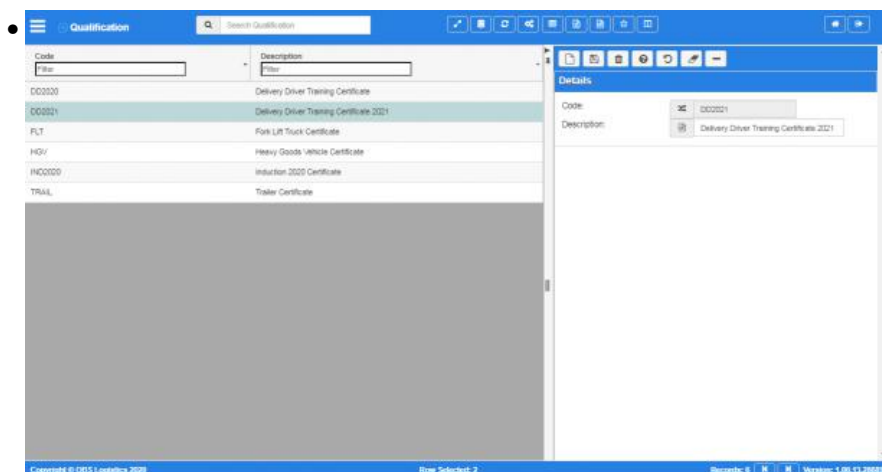 Qualification
Search Qualification
Code
Description
Filter
Filter
DD2020 Delivery Driver Training Certificate
DD2021 Delivery Driver Training Certificate 2021
FLT Fork Lift Truck Certificate
HGV Heavy Goods Vehicle Certificate
IND2020 Induction 2020 Certificate
TRAIL Trailer Certificate
Details
Code: DD2021
Description: Delivery Driver Training Certificate 2021
Copyright © OBS Logistics 2020
Row Selected: 2
Records: 6
Version: